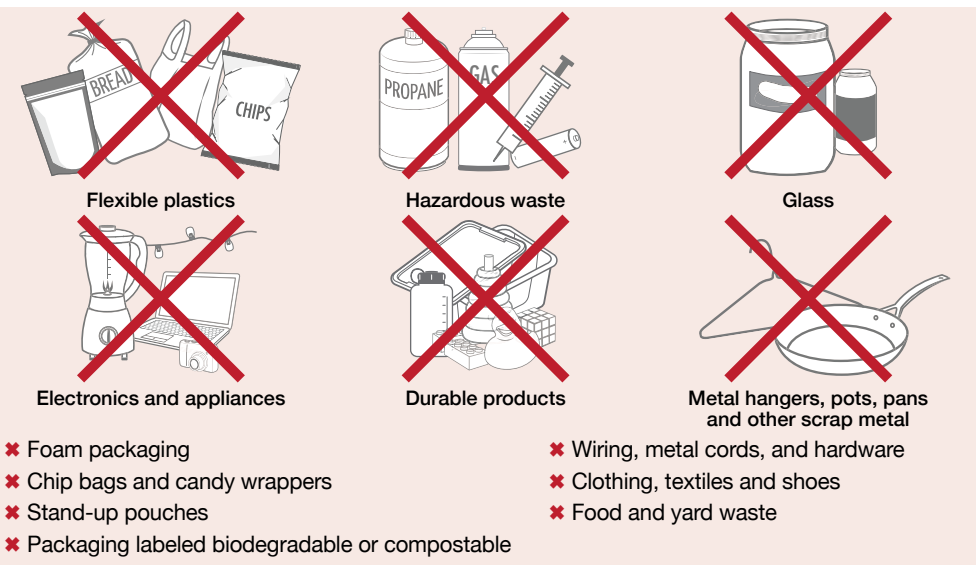 BREAD
CHIPS
PROPANE
GAS
Flexible plastics
Hazardous waste
Glass
Electronics and appliances
Durable products
Metal hangers, pots, pans
and other scrap metal
✖ Foam packaging
✖ Chip bags and candy wrappers
✖ Stand-up pouches
✖ Packaging labeled biodegradable or compostable
✖ Wiring, metal cords, and hardware
✖ Clothing, textiles and shoes
✖ Food and yard waste